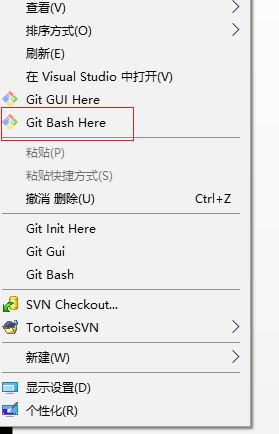 查看(V)
排序方式(O)
刷新(E)
在 Visual Studio 中打开(V)
Git GUI Here
Git Bash Here
粘贴(P)
粘贴快捷方式(S)
撤消 删除(U) Ctrl+Z
Git Init Here
Git Gui
Git Bash
SVN Checkout...
TortoiseSVN
新建(W)
显示设置(D)
个性化(R)